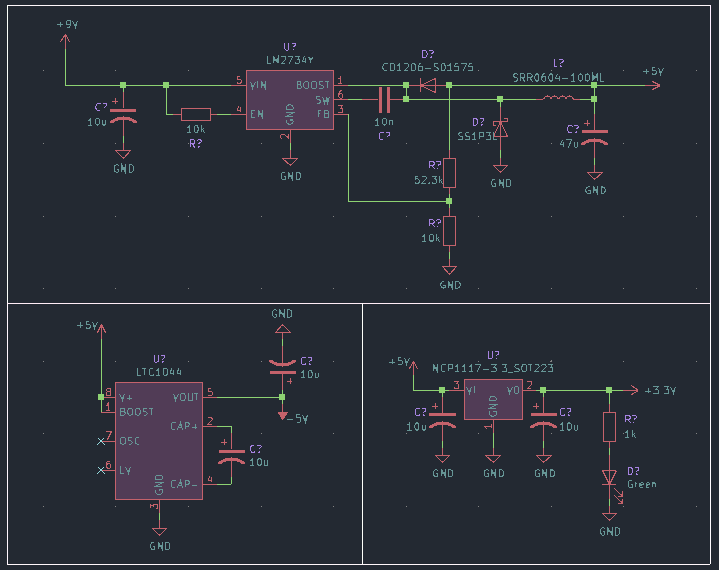 +9V
U?
LM2734Y
D?
CD1206-S01575
L?
SRR0604-100ML
+5V
5
VIN
BOOST
1
SW
6
4
EN
FB
3
GND
2
C?
10u
10k
R?
10n
C?
D?
SS1P3L
C?
47u
R?
52.3k
R?
10k
GND
GND
GND
GND
GND
+5V
U?
LTC1044
GND
C?
10u
8
V+
VOUT
5
1
BOOST
-5V
CAP+
2
7
OSC
C?
10u
6
LV
CAP-
4
GND
3
GND
+5V
U?
NCP1117-3.3_SOT223
3
VI
VO
2
+3.3V
GND
1
C?
10u
C?
10u
R?
1k
D?
Green
GND
GND
GND
GND